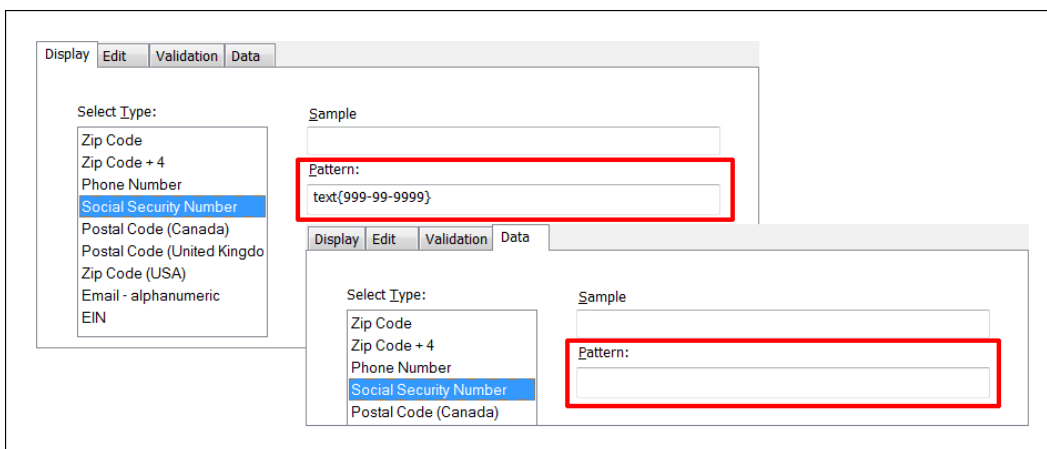 Display Edit Validation Data
Select Type:
Sample
Zip Code
Zip Code + 4
Phone Number
Social Security Number
Postal Code (Canada)
Postal Code (United Kingdo
Zip Code (USA)
Email - alphanumeric
EIN
Pattern:
text{999-99-9999}
Display Edit Validation Data
Select Type:
Sample
Zip Code
Zip Code + 4
Phone Number
Social Security Number
Postal Code (Canada)
Pattern: